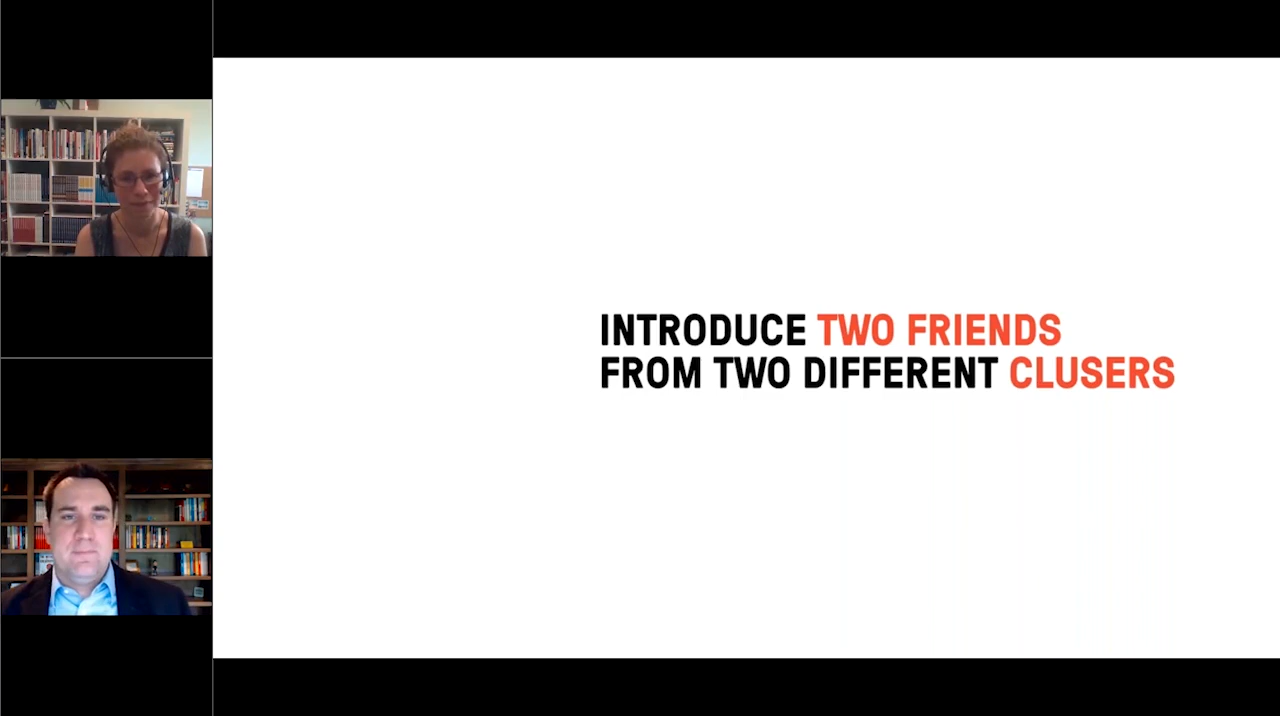 INTRODUCE TWO FRIENDS
FROM TWO DIFFERENT CLUSERS